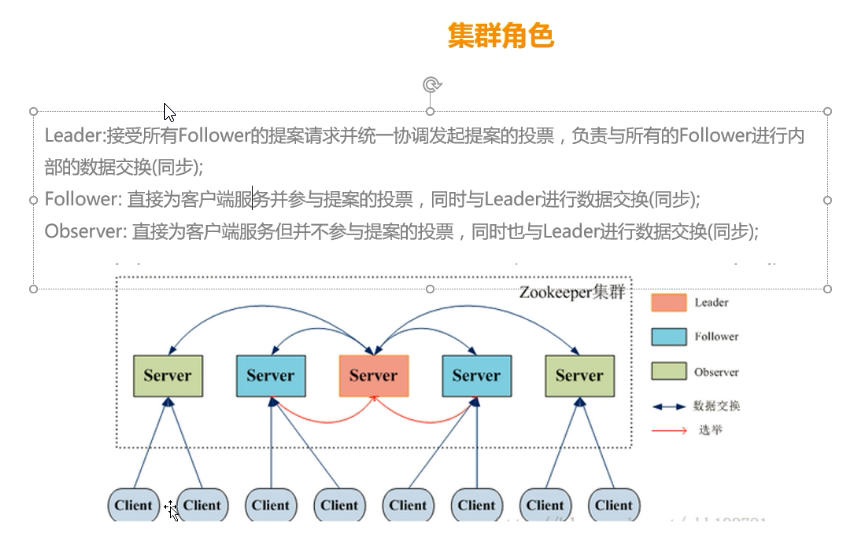 集群角色
Leader:接受所有Follower的提案请求并统一协调发起提案的投票，负责与所有的Follower进行内
部的数据交换(同步);
Follower: 直接为客户端服务并参与提案的投票，同时与Leader进行数据交换(同步);
Observer: 直接为客户端服务但并不参与提案的投票，同时也与Leader进行数据交换(同步);
Zookeeper集群
Leader
Follower
Server Server Server Server Server
Observer
数据交换
选举
Client Client Client Client Client Client Client Client